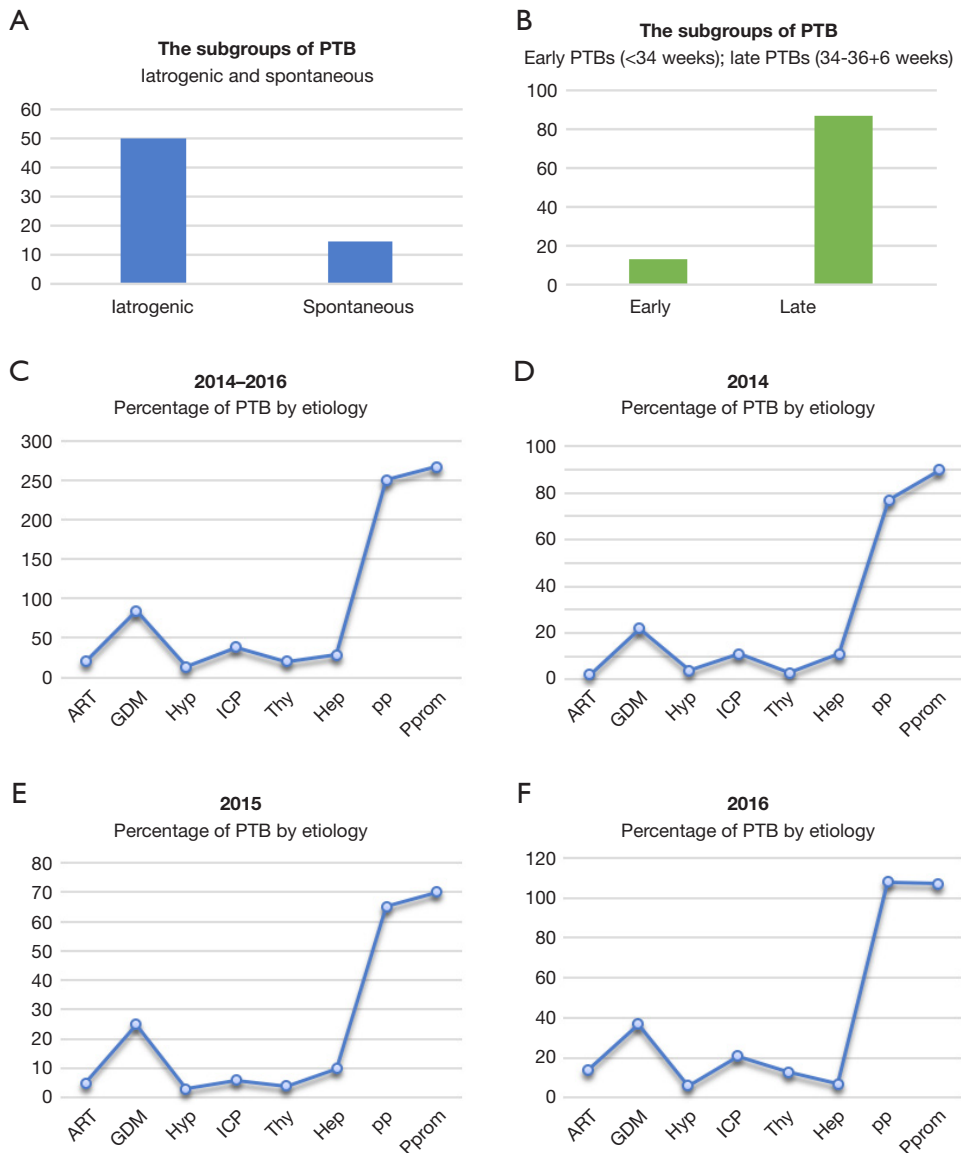 A
The subgroups of PTB
Iatrogenic and spontaneous
60
50
40
30
20
10
0
Iatrogenic
Spontaneous
B
The subgroups of PTB
Early PTBs (<34 weeks); late PTBs (34-36+6 weeks)
100
80
60
40
20
0
Early
Late
C
2014–2016
Percentage of PTB by etiology
300
250
200
150
100
50
0
ART
GDM
Hyp
ICP
Thy
Hep
pp
Pprom
D
2014
Percentage of PTB by etiology
100
80
60
40
20
0
ART
GDM
Hyp
ICP
Thy
Hep
pp
Pprom
E
2015
Percentage of PTB by etiology
80
70
60
50
40
30
20
10
0
ART
GDM
Hyp
ICP
Thy
Hep
pp
Pprom
F
2016
Percentage of PTB by etiology
120
100
80
60
40
20
0
ART
GDM
Hyp
ICP
Thy
Hep
pp
Pprom